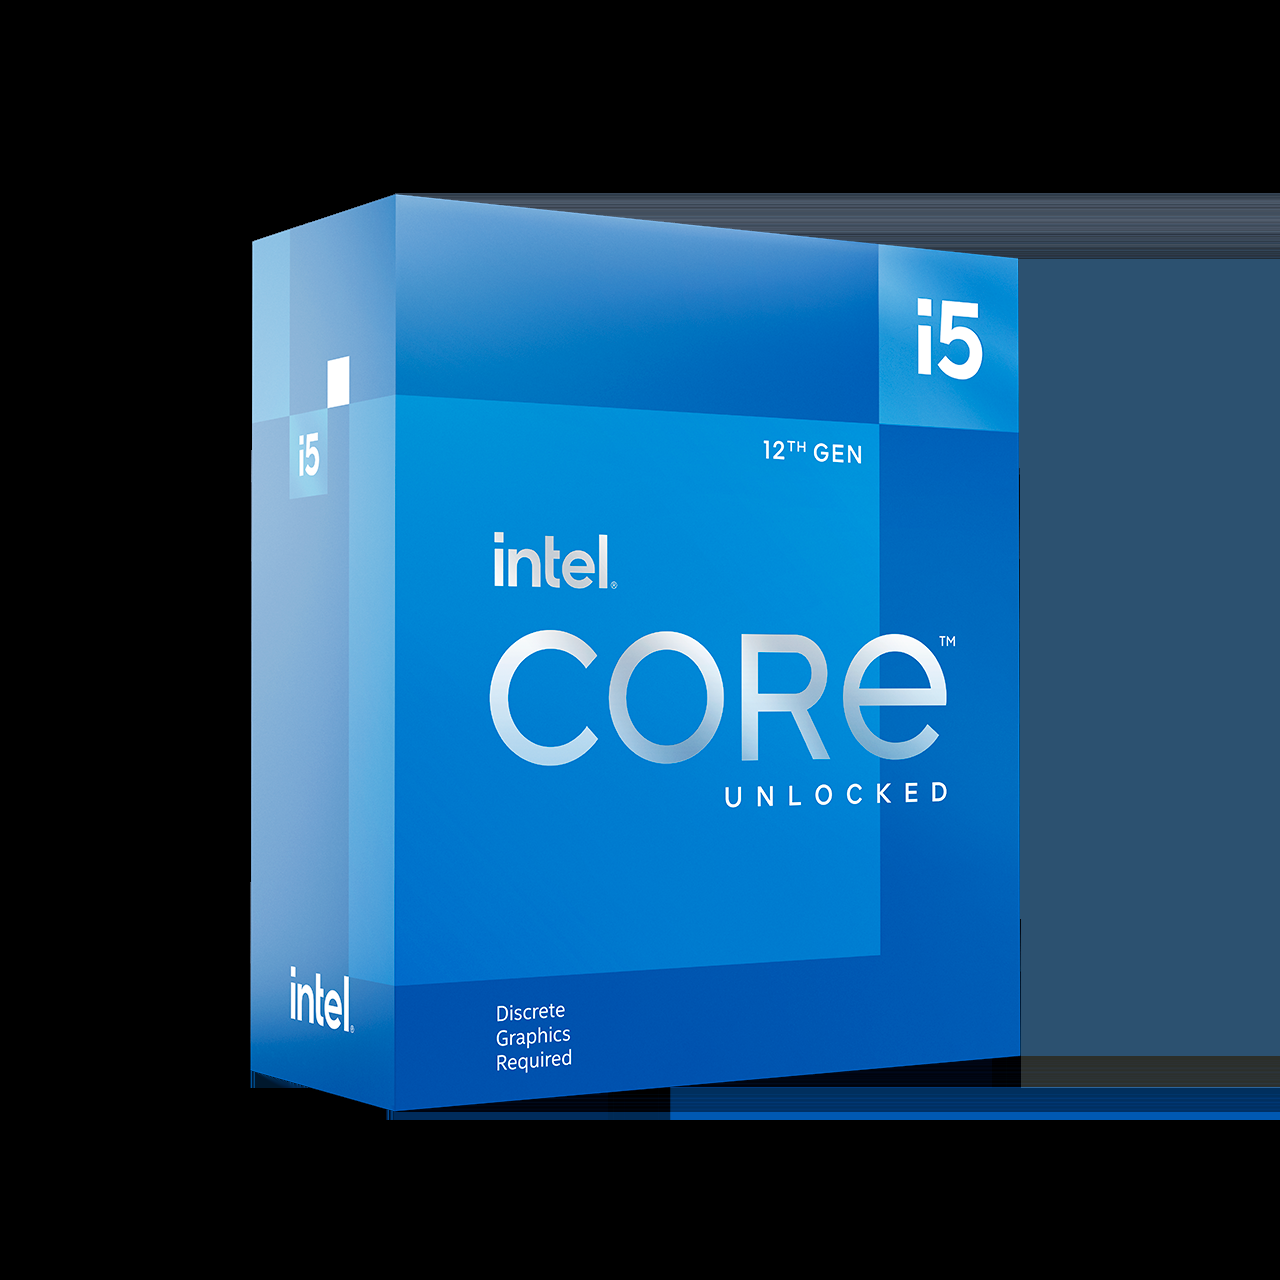 i5
12TH GEN
intel®
CORe™
UNLOCKED
Discrete
Graphics
Required
i5
intel®